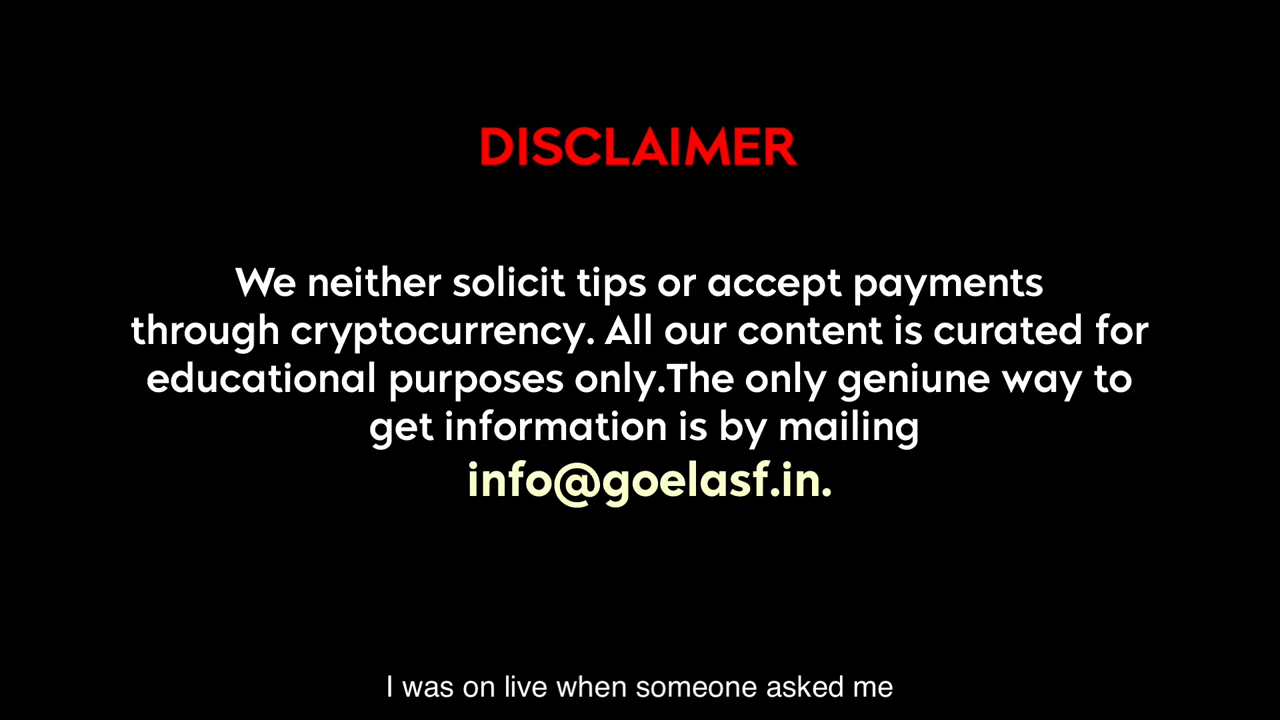 DISCLAIMER
We neither solicit tips or accept payments
through cryptocurrency. All our content is curated for
educational purposes only.The only geniune way to
get information is by mailing
info@goelasf.in.
I was on live when someone asked me